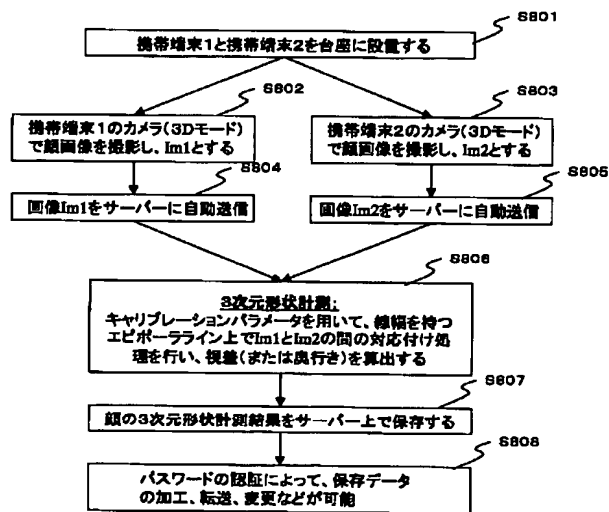 S801
携帯端末1と携帯端末2を台座に設置する
S802
携帯端末1のカメラ(3Dモード)
で顔画像を撮影し、Im1とする
S803
携帯端末2のカメラ(3Dモード)
で顔画像を撮影し、Im2とする
S804
画像Im1をサーバーに自動送信
S805
画像Im2をサーバーに自動送信
S806
3次元形状計測:
キャリブレーションパラメータを用いて、線幅を持つ
エピポーラライン上でIm1とIm2の間の対応付け処
理を行い、視差(または奥行き)を算出する
S807
顔の3次元形状計測結果をサーバー上で保存する
S808
パスワードの認証によって、保存データ
の加工、転送、変更などが可能